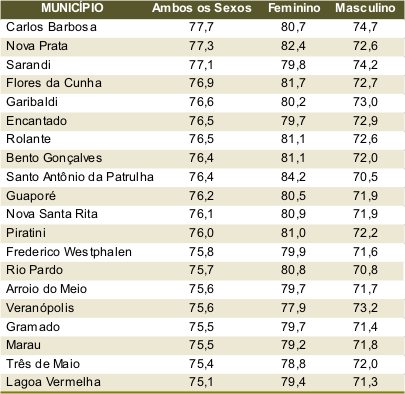 MUNICÍPIO Ambos os Sexos Feminino Masculino
Carlos Barbosa 77,7 80,7 74,7
Nova Prata 77,3 82,4 72,6
Sarandi 77,1 79,8 74,2
Flores da Cunha 76,9 81,7 72,7
Garibaldi 76,6 80,2 73,0
Encantado 76,5 79,7 72,9
Rolante 76,5 81,1 72,6
Bento Gonçalves 76,4 81,1 72,0
Santo Antônio da Patrulha 76,4 84,2 70,5
Guaporé 76,2 80,5 71,9
Nova Santa Rita 76,1 80,9 71,9
Piratini 76,0 81,0 72,2
Frederico Westphalen 75,8 79,9 71,6
Rio Pardo 75,7 80,8 70,8
Arroio do Meio 75,6 79,7 71,7
Veranópolis 75,6 77,9 73,2
Gramado 75,5 79,7 71,4
Marau 75,5 79,2 71,8
Três de Maio 75,4 78,8 72,0
Lagoa Vermelha 75,1 79,4 71,3